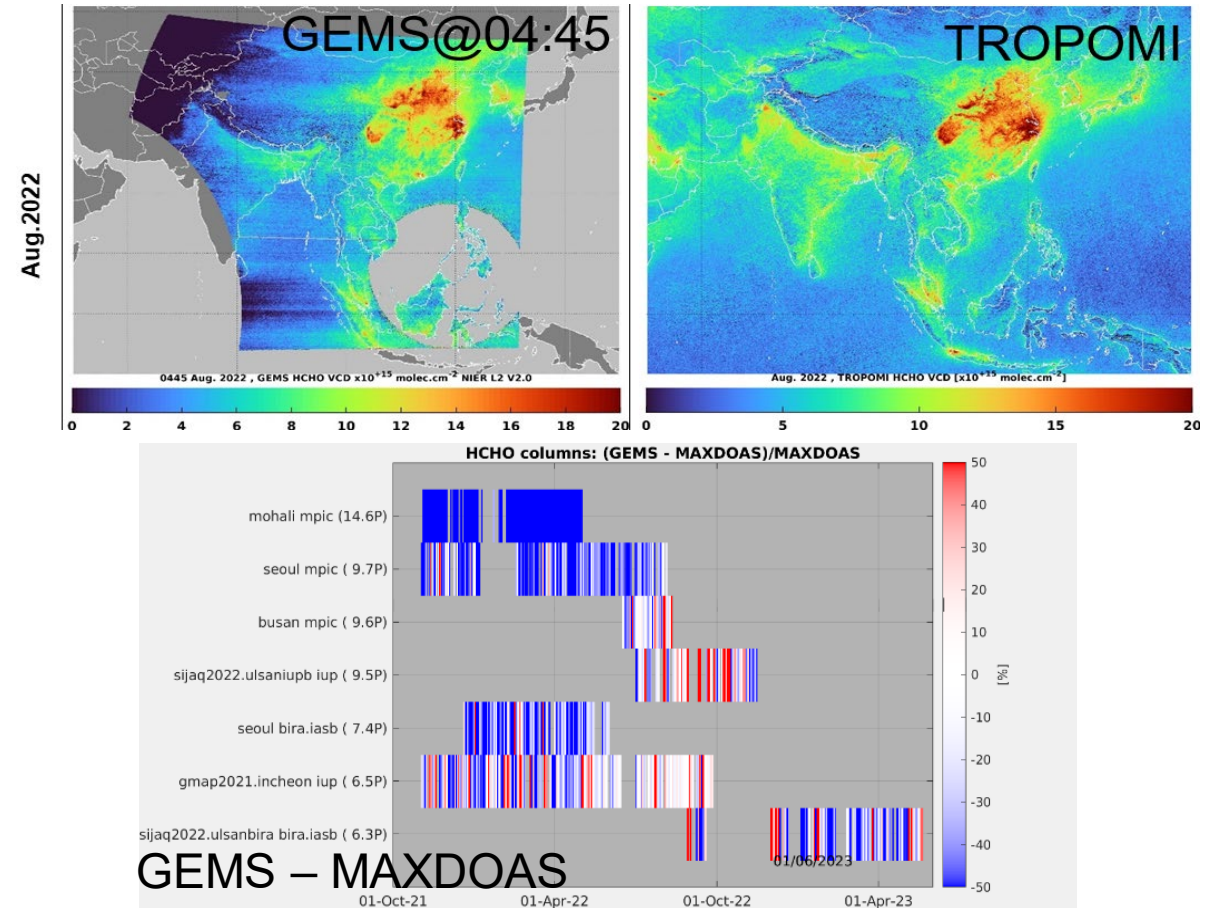 GEMS@04:45
TROPOMI
Aug.2022
0445 Aug. 2022 , GEMS HCHO VCD x10+15 molec.cm-2 NIER L2 V2.0
0 2 4 6 8 10 12 14 16 18 20
Aug. 2022 , TROPOMI HCHO VCD [x10+15 molec.cm-2]
0 5 10 15 20
HCHO columns: (GEMS - MAXDOAS)/MAXDOAS
mohali mpic (14.6P)
seoul mpic ( 9.7P)
busan mpic ( 9.6P)
sijaq2022.ulsaniupb iup ( 9.5P)
seoul bira.iasb ( 7.4P)
gmap2021.incheon iup ( 6.5P)
sijaq2022.ulsanbira bira.iasb ( 6.3P)
01/06/2023
GEMS – MAXDOAS
01-Oct-21 01-Apr-22 01-Oct-22 01-Apr-23
50
40
30
20
10
0
-10
-20
-30
-40
-50
[%]